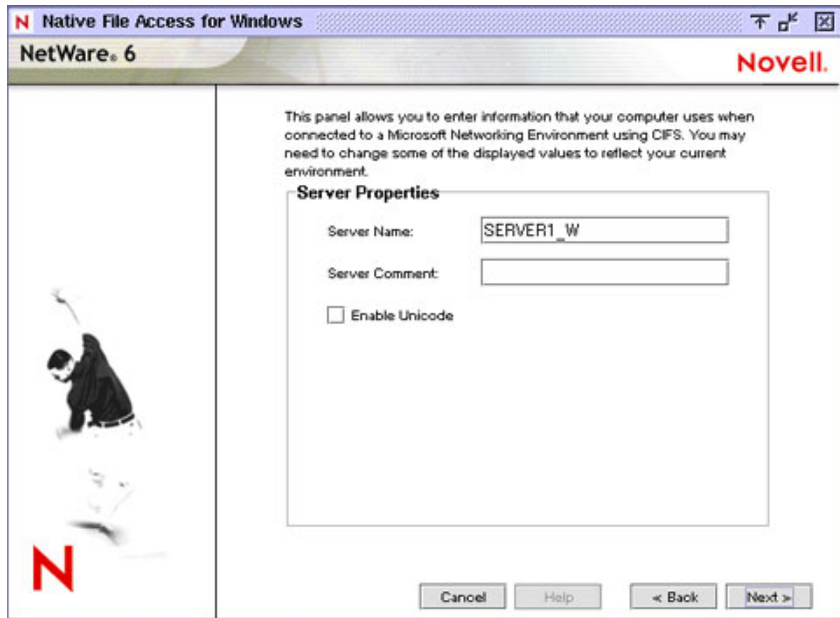 N Native File Access for Windows
NetWare® 6
Novell.
This panel allows you to enter information that your computer uses when
connected to a Microsoft Networking Environment using CIFS. You may
need to change some of the displayed values to reflect your current
environment.
Server Properties
Server Name: SERVER1_W
Server Comment:
Enable Unicode
N
Cancel Help < Back Next >